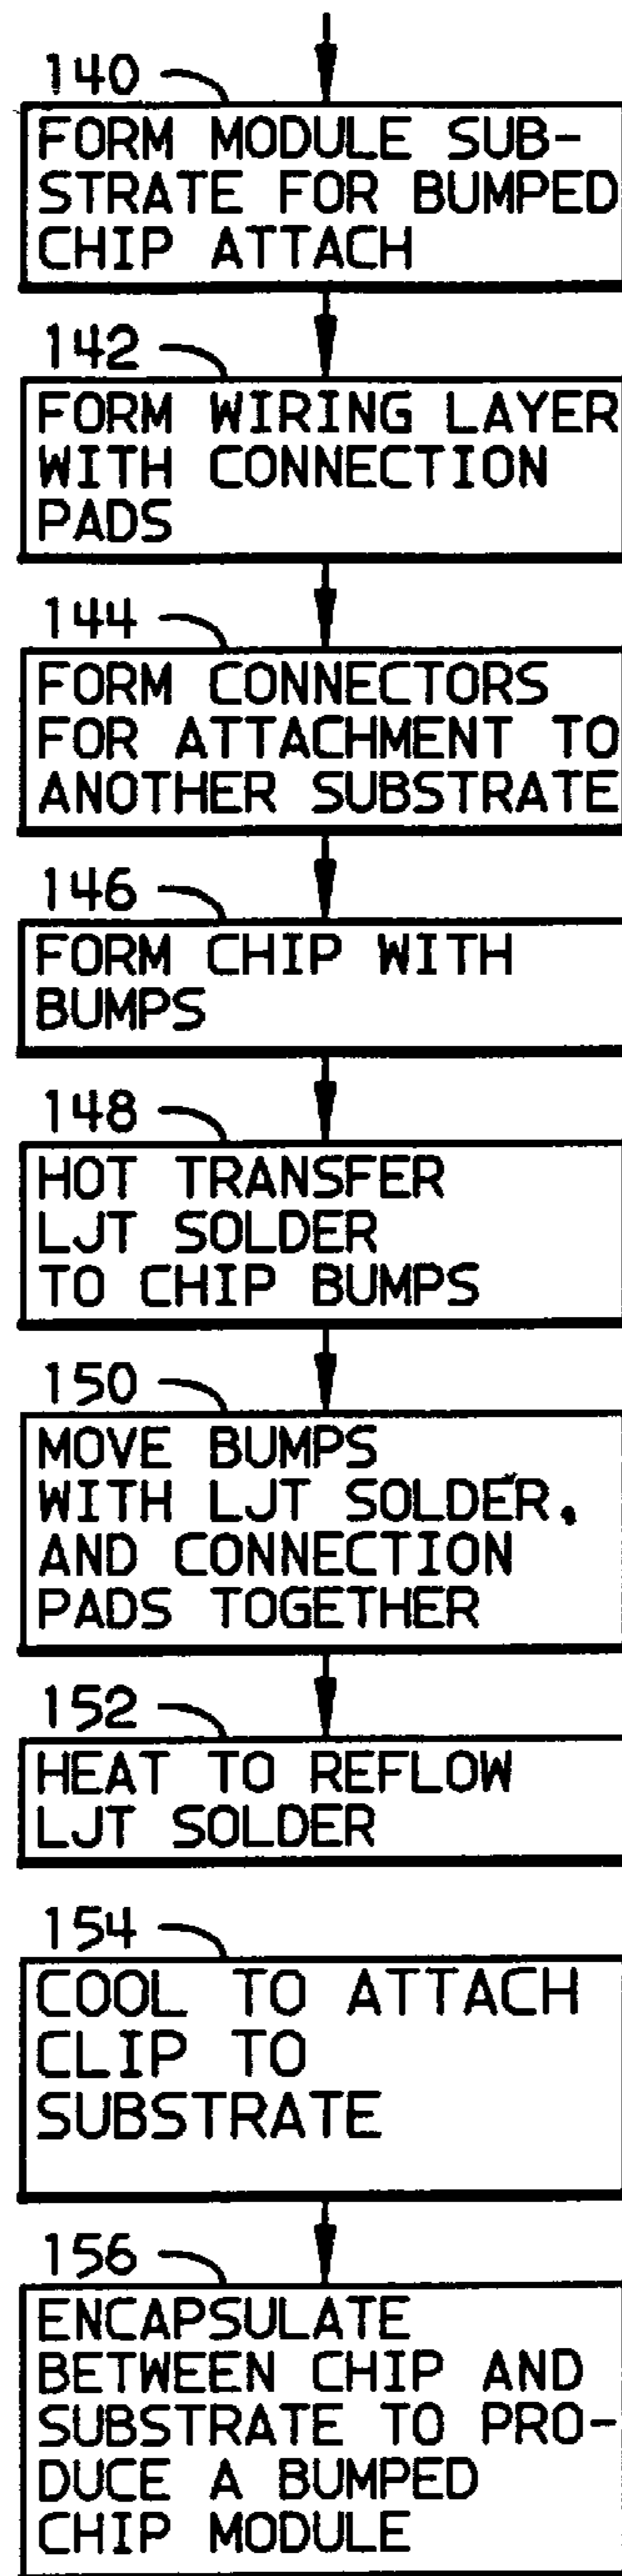 140
FORM MODULE SUB-
STRATE FOR BUMPED
CHIP ATTACH
142
FORM WIRING LAYER
WITH CONNECTION
PADS
144
FORM CONNECTORS
FOR ATTACHMENT TO
ANOTHER SUBSTRATE
146
FORM CHIP WITH
BUMPS
148
HOT TRANSFER
LJT SOLDER
TO CHIP BUMPS
150
MOVE BUMPS
WITH LJT SOLDER.
AND CONNECTION
PADS TOGETHER
152
HEAT TO REFLOW
LJT SOLDER
154
COOL TO ATTACH
CLIP TO
SUBSTRATE
156
ENCAPSULATE
BETWEEN CHIP AND
SUBSTRATE TO PRO-
DUCE A BUMPED
CHIP MODULE